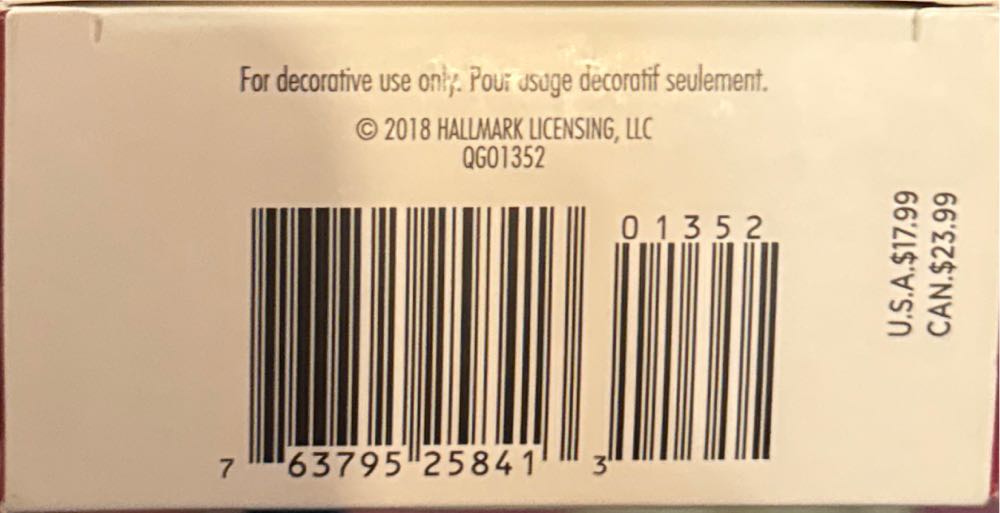 For decorative use only. Pour usage décoratif seulement.
© 2018 HALLMARK LICENSING, LLC
QGO1352
01352
7 63795 25841 3
U.S.A.$17.99
CAN.$23.99